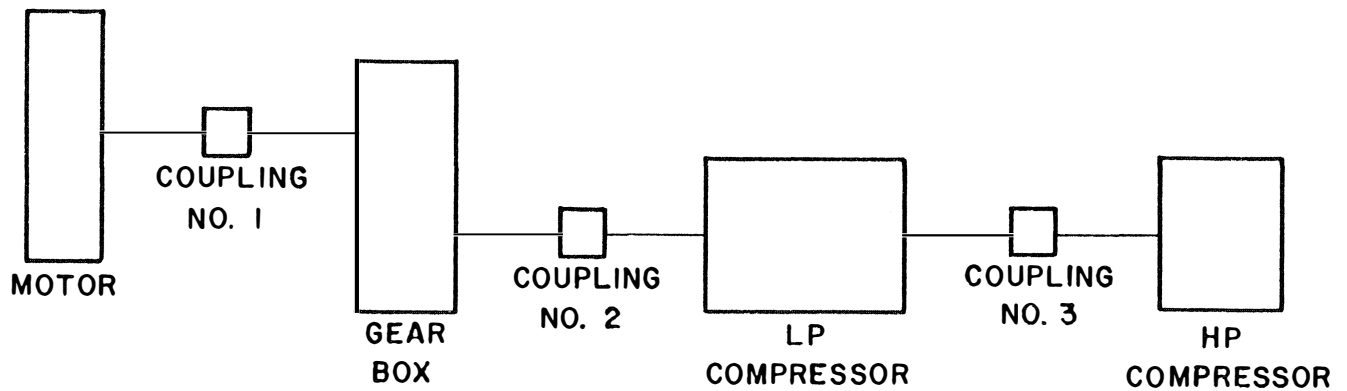 MOTOR
COUPLING
NO. 1
GEAR
BOX
COUPLING
NO. 2
LP
COMPRESSOR
COUPLING
NO. 3
HP
COMPRESSOR